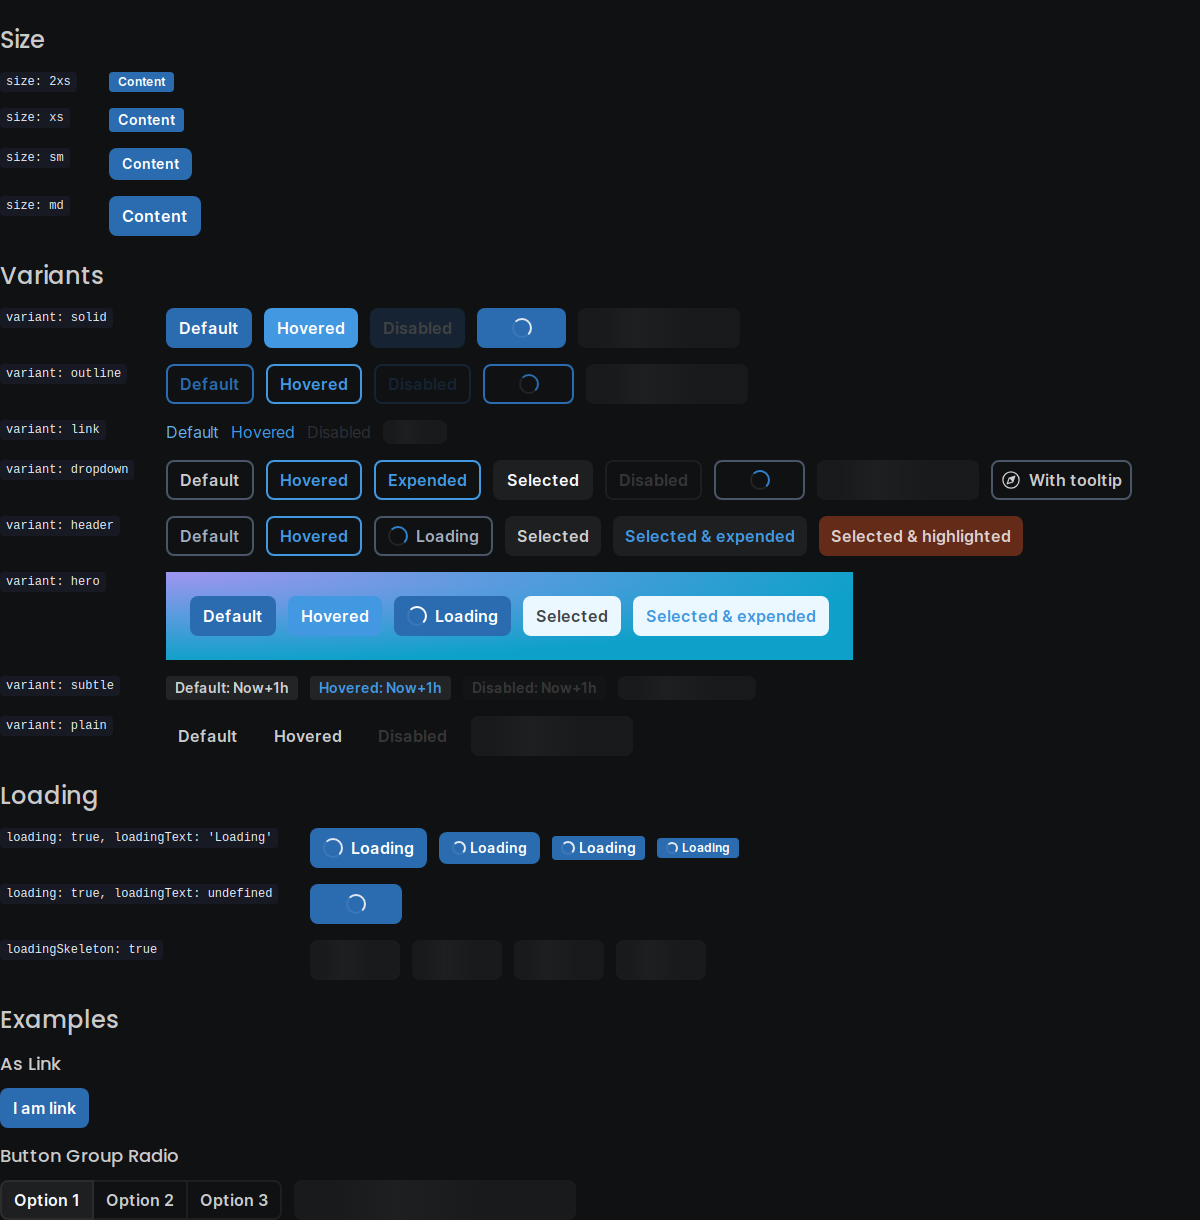 Size
size: 2xs Content
size: xs Content
size: sm Content
size: md Content
Variants
variant: solid Default Hovered Disabled
variant: outline Default Hovered Disabled
variant: link Default Hovered Disabled
variant: dropdown Default Hovered Expended Selected Disabled With tooltip
variant: header Default Hovered Loading Selected Selected & expended Selected & highlighted
variant: hero Default Hovered Loading Selected Selected & expended
variant: subtle Default: Now+1h Hovered: Now+1h Disabled: Now+1h
variant: plain Default Hovered Disabled
Loading
loading: true, loadingText: 'Loading' Loading Loading Loading Loading
loading: true, loadingText: undefined
loadingSkeleton: true
Examples
As Link
I am link
Button Group Radio
Option 1 Option 2 Option 3